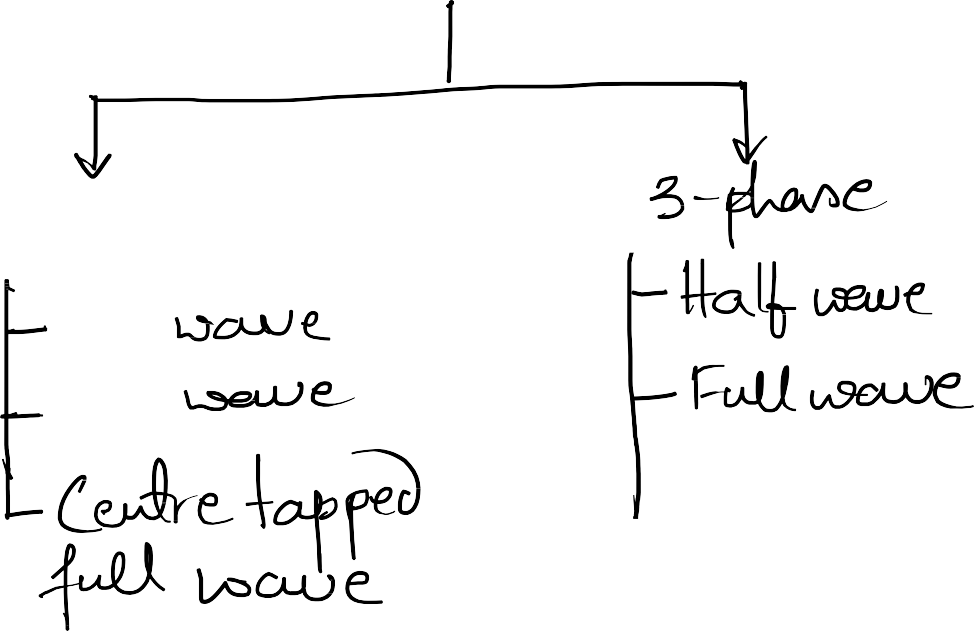 3-phase
Half wave
wave
Full wave
wave
Centre tapped
full wave